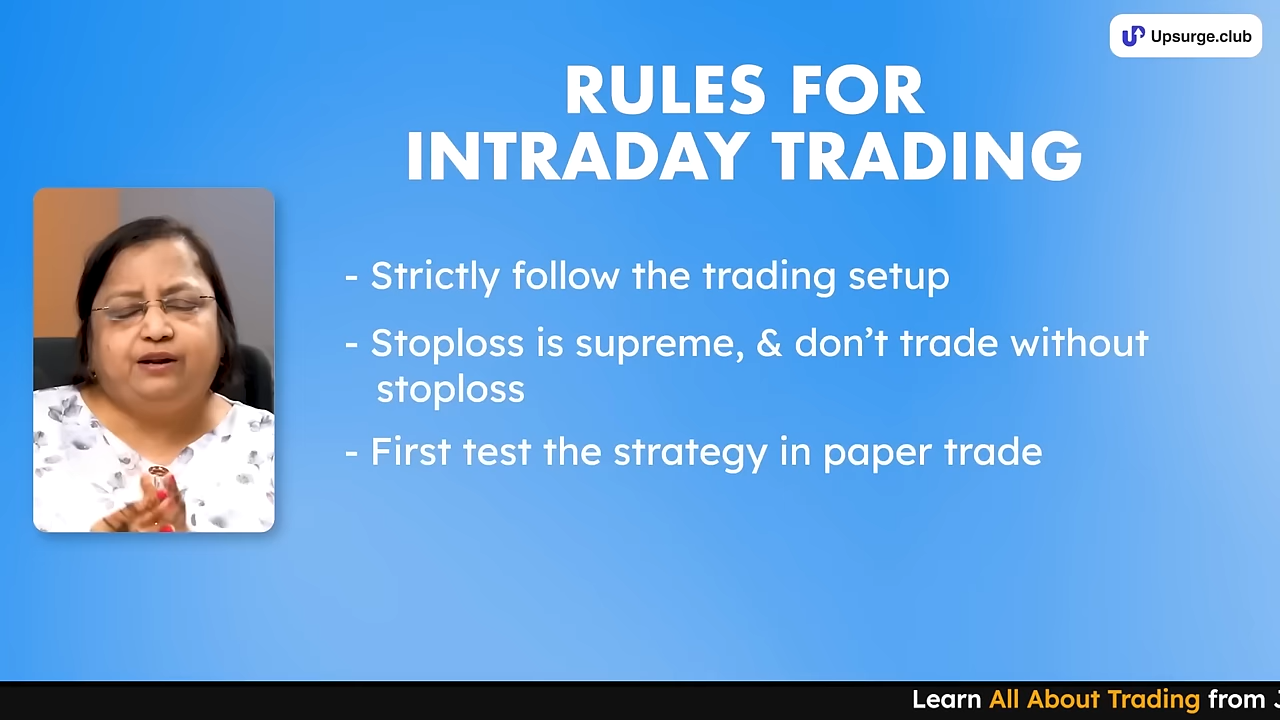 Upsurge.club
RULES FOR
INTRADAY TRADING
- Strictly follow the trading setup
- Stoploss is supreme, & don’t trade without
stoploss
- First test the strategy in paper trade
Learn All About Trading from